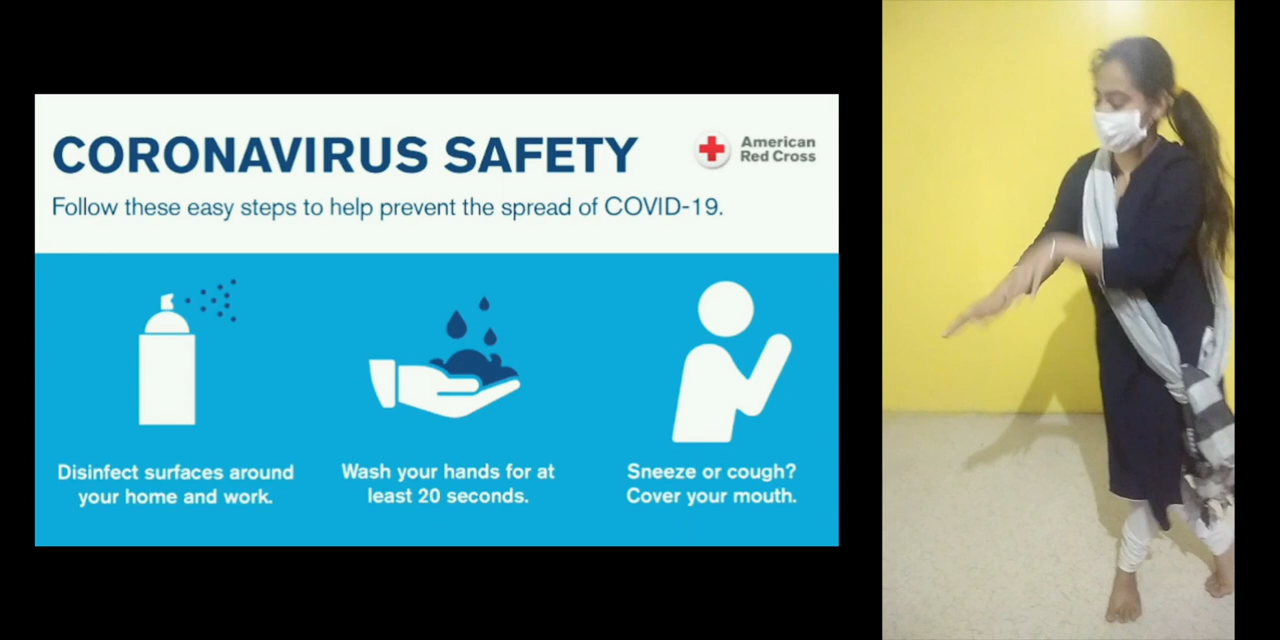 CORONAVIRUS SAFETY
American
Red Cross
Follow these easy steps to help prevent the spread of COVID-19.
Disinfect surfaces around
your home and work.
Wash your hands for at
least 20 seconds.
Sneeze or cough?
Cover your mouth.